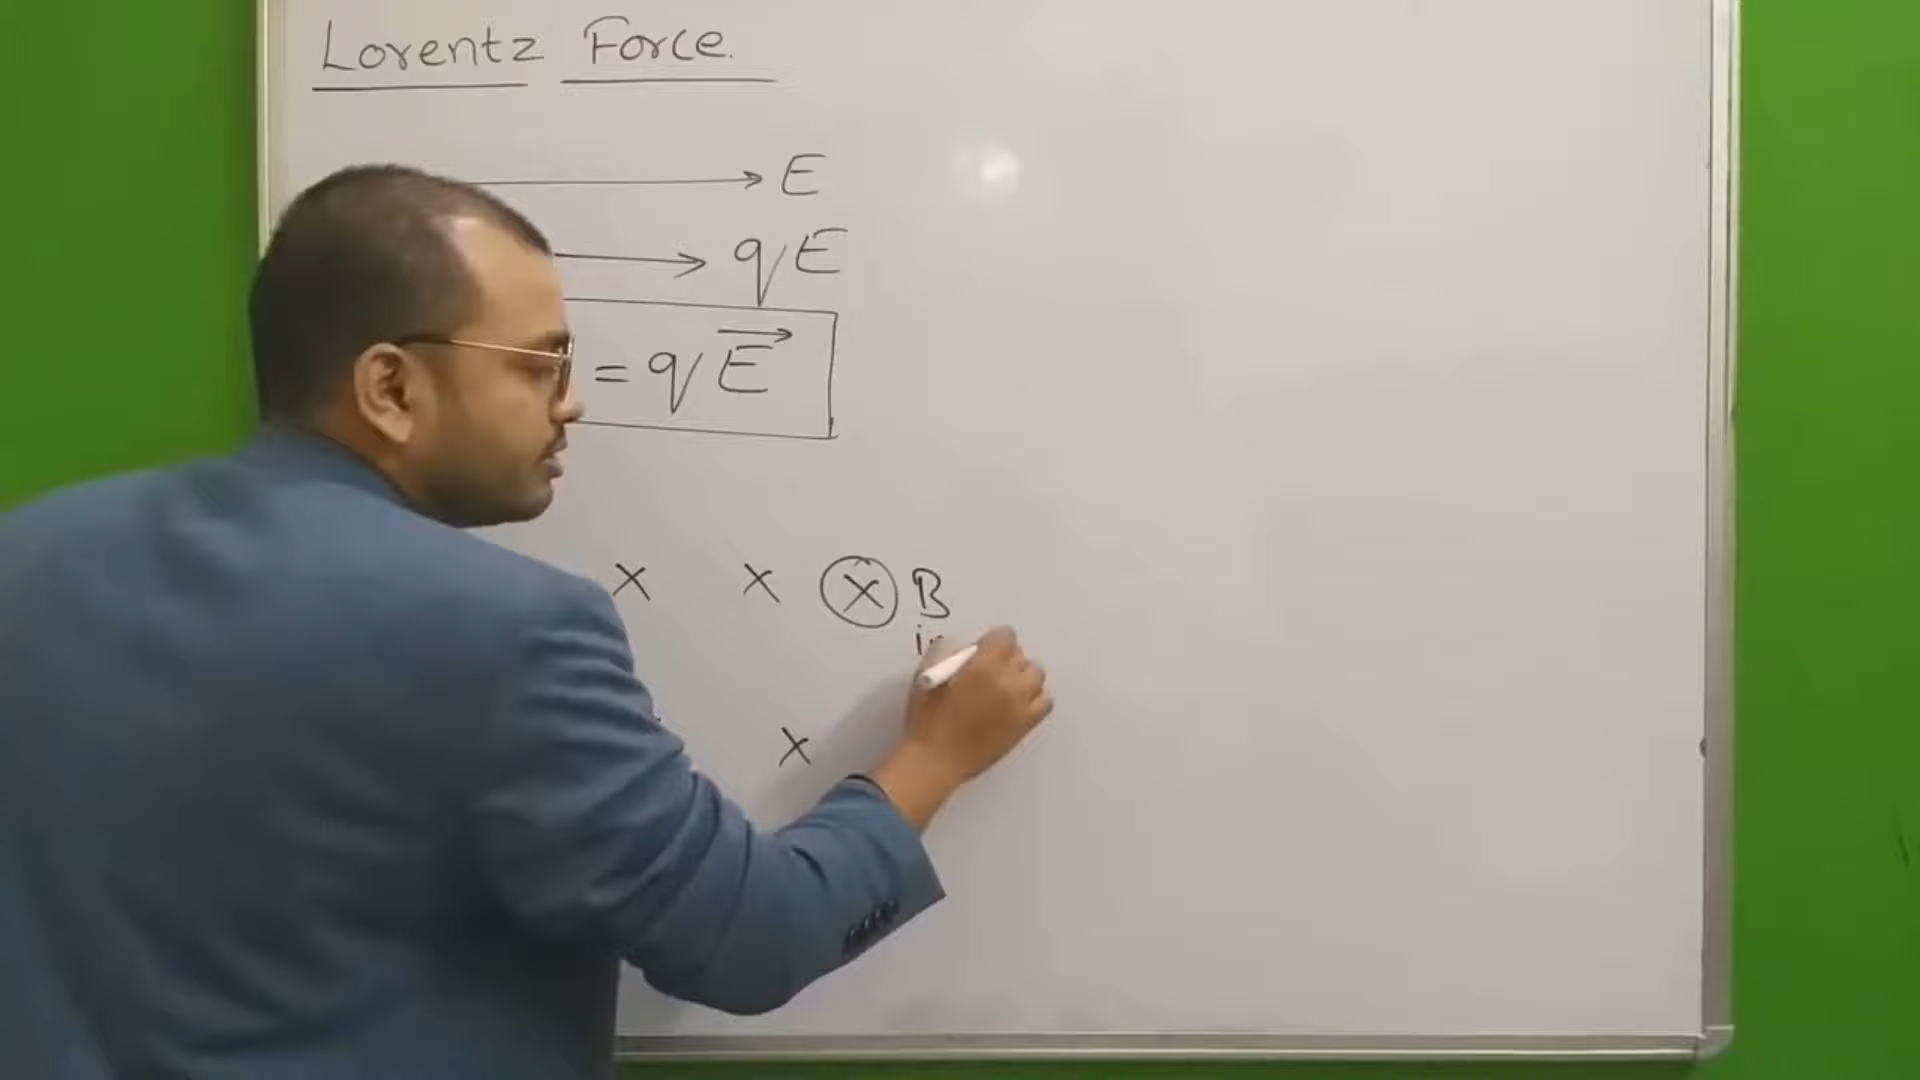 Lorentz Force.
E
qE
= qE
x x x B
x